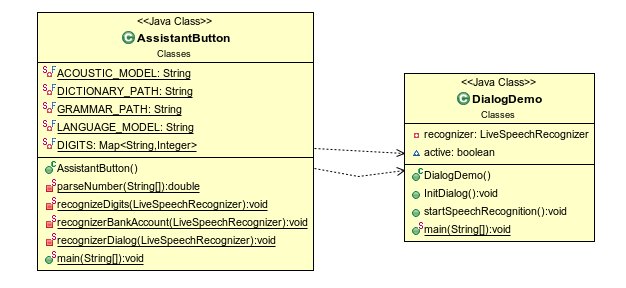 <<Java Class>>
AssistantButton
Classes
ACOUSTIC_MODEL: String
DICTIONARY_PATH: String
GRAMMAR_PATH: String
LANGUAGE_MODEL: String
DIGITS: Map<String,Integer>
AssistantButton()
parseNumber(String[]):double
recognizeDigits(LiveSpeechRecognizer):void
recognizerBankAccount(LiveSpeechRecognizer):void
recognizerDialog(LiveSpeechRecognizer):void
main(String[]):void
<<Java Class>>
DialogDemo
Classes
recognizer: LiveSpeechRecognizer
active: boolean
DialogDemo()
InitDialog():void
startSpeechRecognition():void
main(String[]):void